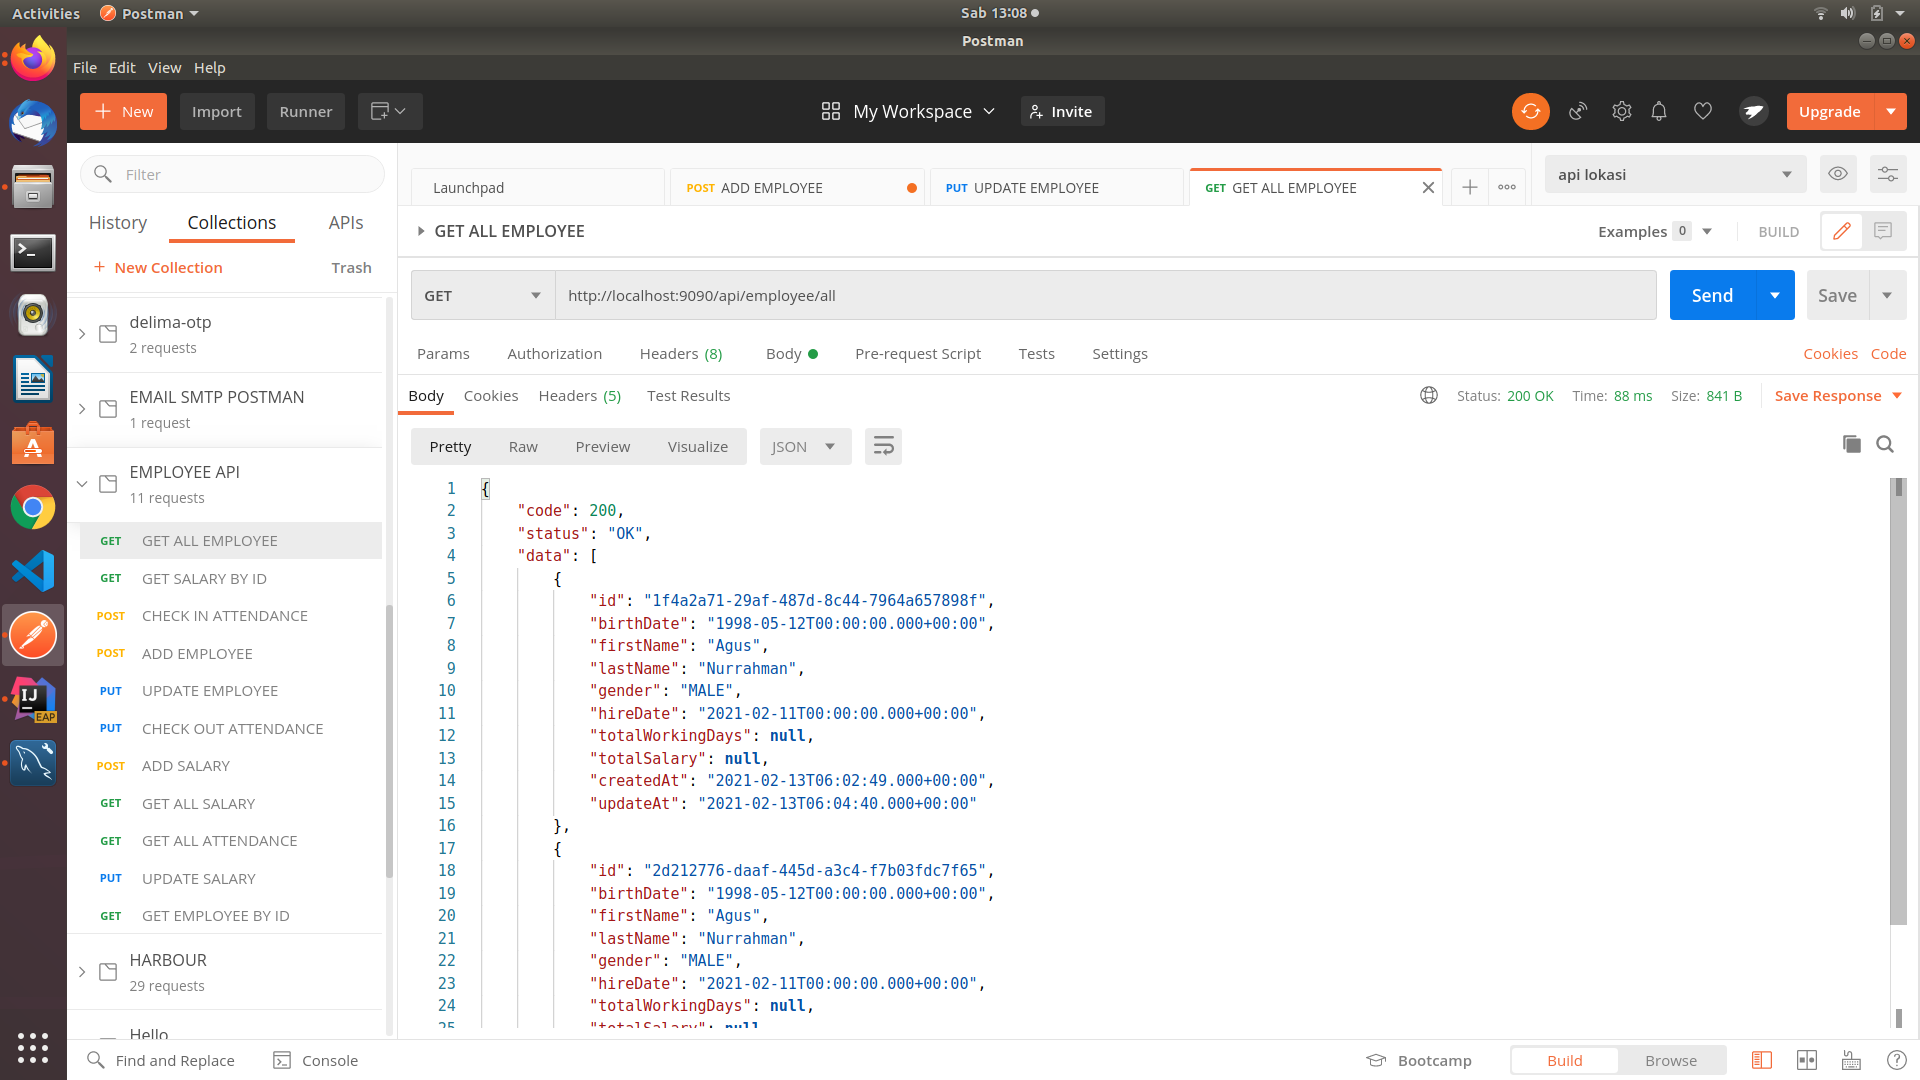 Activities Postman Sab 13:08
Postman
File Edit View Help
New Import Runner My Workspace Invite Upgrade
Filter
History Collections APIs
New Collection Trash
delima-otp
2 requests
EMAIL SMTP POSTMAN
1 request
EMPLOYEE API
11 requests
GET GET ALL EMPLOYEE
GET GET SALARY BY ID
POST CHECK IN ATTENDANCE
POST ADD EMPLOYEE
PUT UPDATE EMPLOYEE
PUT CHECK OUT ATTENDANCE
POST ADD SALARY
GET GET ALL SALARY
GET GET ALL ATTENDANCE
PUT UPDATE SALARY
GET GET EMPLOYEE BY ID
HARBOUR
29 requests
Hello
Launchpad POST ADD EMPLOYEE PUT UPDATE EMPLOYEE GET GET ALL EMPLOYEE api lokasi
GET ALL EMPLOYEE Examples 0 BUILD
GET http://localhost:9090/api/employee/all Send Save
Params Authorization Headers (8) Body Pre-request Script Tests Settings Cookies Code
Body Cookies Headers (5) Test Results Status: 200 OK Time: 88 ms Size: 841 B Save Response
Pretty Raw Preview Visualize JSON
1 {
2 "code": 200,
3 "status": "OK",
4 "data": [
5 {
6 "id": "1f4a2a71-29af-487d-8c44-7964a657898f",
7 "birthDate": "1998-05-12T00:00:00.000+00:00",
8 "firstName": "Agus",
9 "lastName": "Nurrahman",
10 "gender": "MALE",
11 "hireDate": "2021-02-11T00:00:00.000+00:00",
12 "totalWorkingDays": null,
13 "totalSalary": null,
14 "createdAt": "2021-02-13T06:02:49.000+00:00",
15 "updateAt": "2021-02-13T06:04:40.000+00:00"
16 },
17 {
18 "id": "2d212776-daaf-445d-a3c4-f7b03fdc7f65",
19 "birthDate": "1998-05-12T00:00:00.000+00:00",
20 "firstName": "Agus",
21 "lastName": "Nurrahman",
22 "gender": "MALE",
23 "hireDate": "2021-02-11T00:00:00.000+00:00",
24 "totalWorkingDays": null,
25 "totalSalary": null
Find and Replace Console Bootcamp Build Browse
IJ
EAP